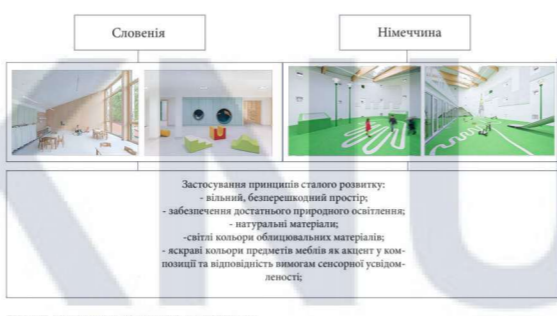 Словенія
Німеччина
Застосування принципів сталого розвитку:
- вільний, безперешкодний простір;
- забезпечення достатнього природного освітлення;
- натуральні матеріали;
-світлі кольори облицювальних матеріалів;
- яскраві кольори предметів меблів як акцент у ком-
позиції та відповідність вимогам сенсорної усвідом-
леності;
KNU